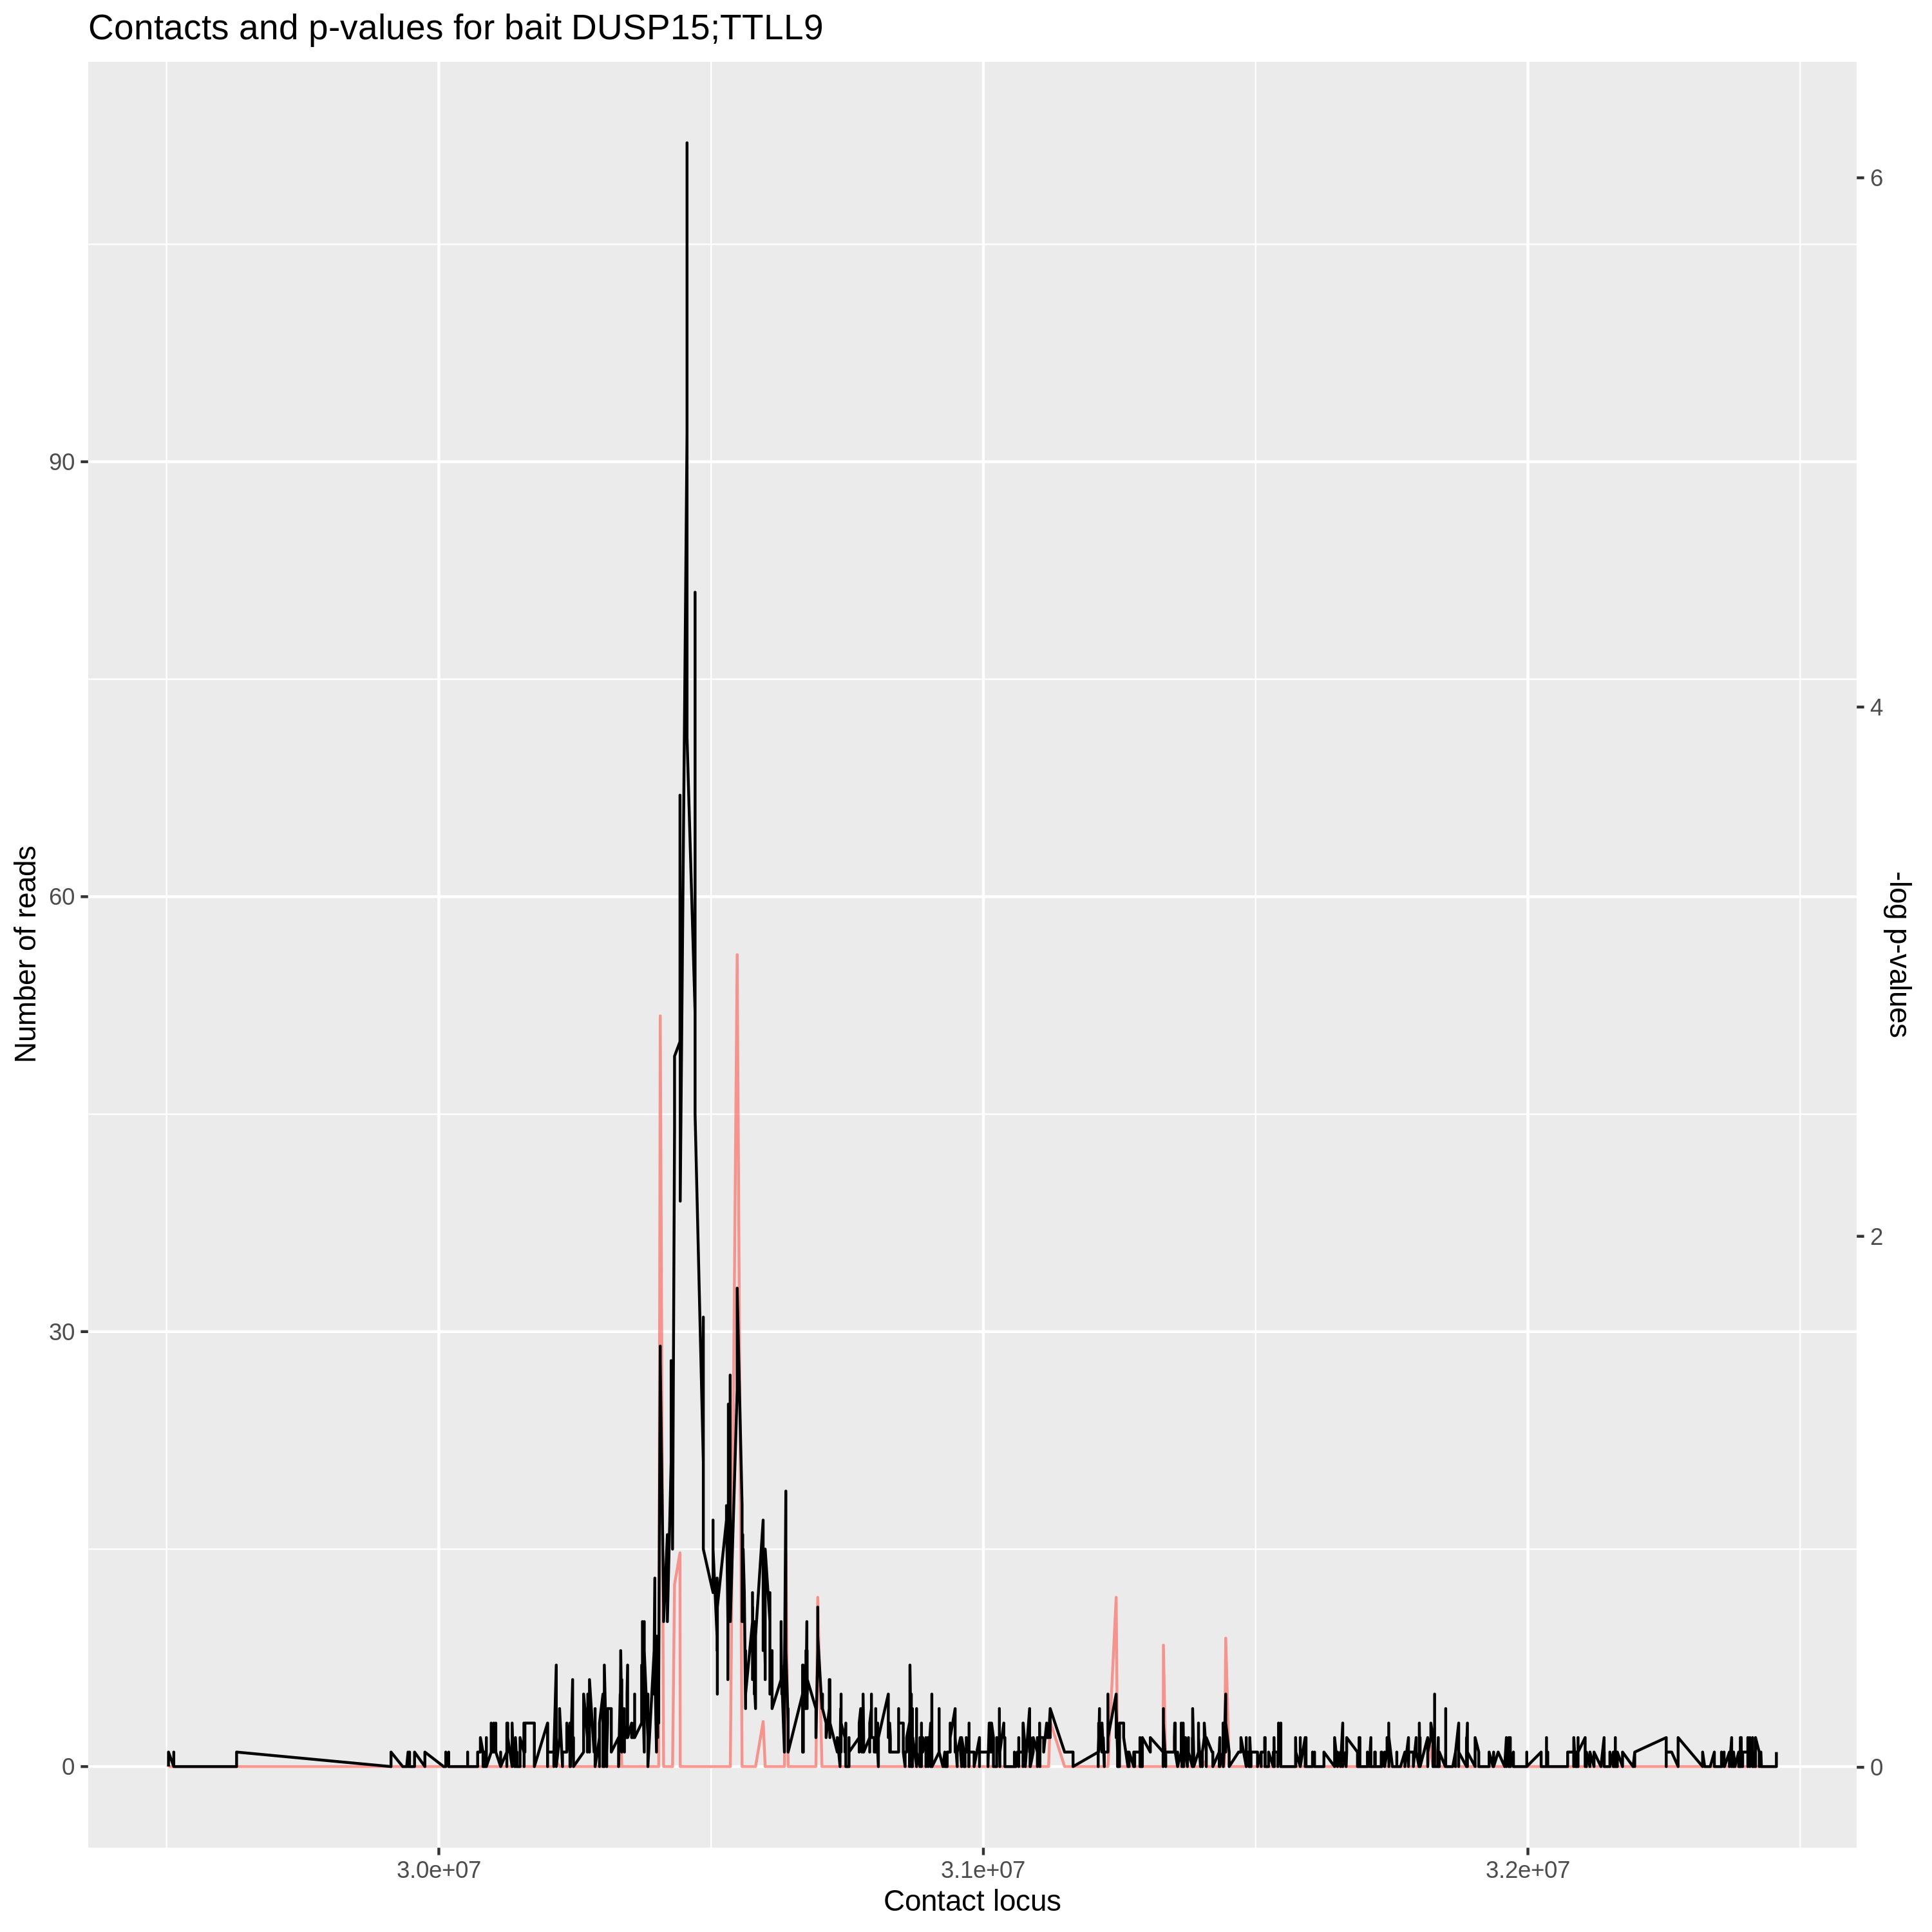 Contacts and p-values for bait DUSP15;TTLL9
Number of reads
90
60
30
0
6
4
2
0
-log p-values
3.0e+07
3.1e+07
3.2e+07
Contact locus